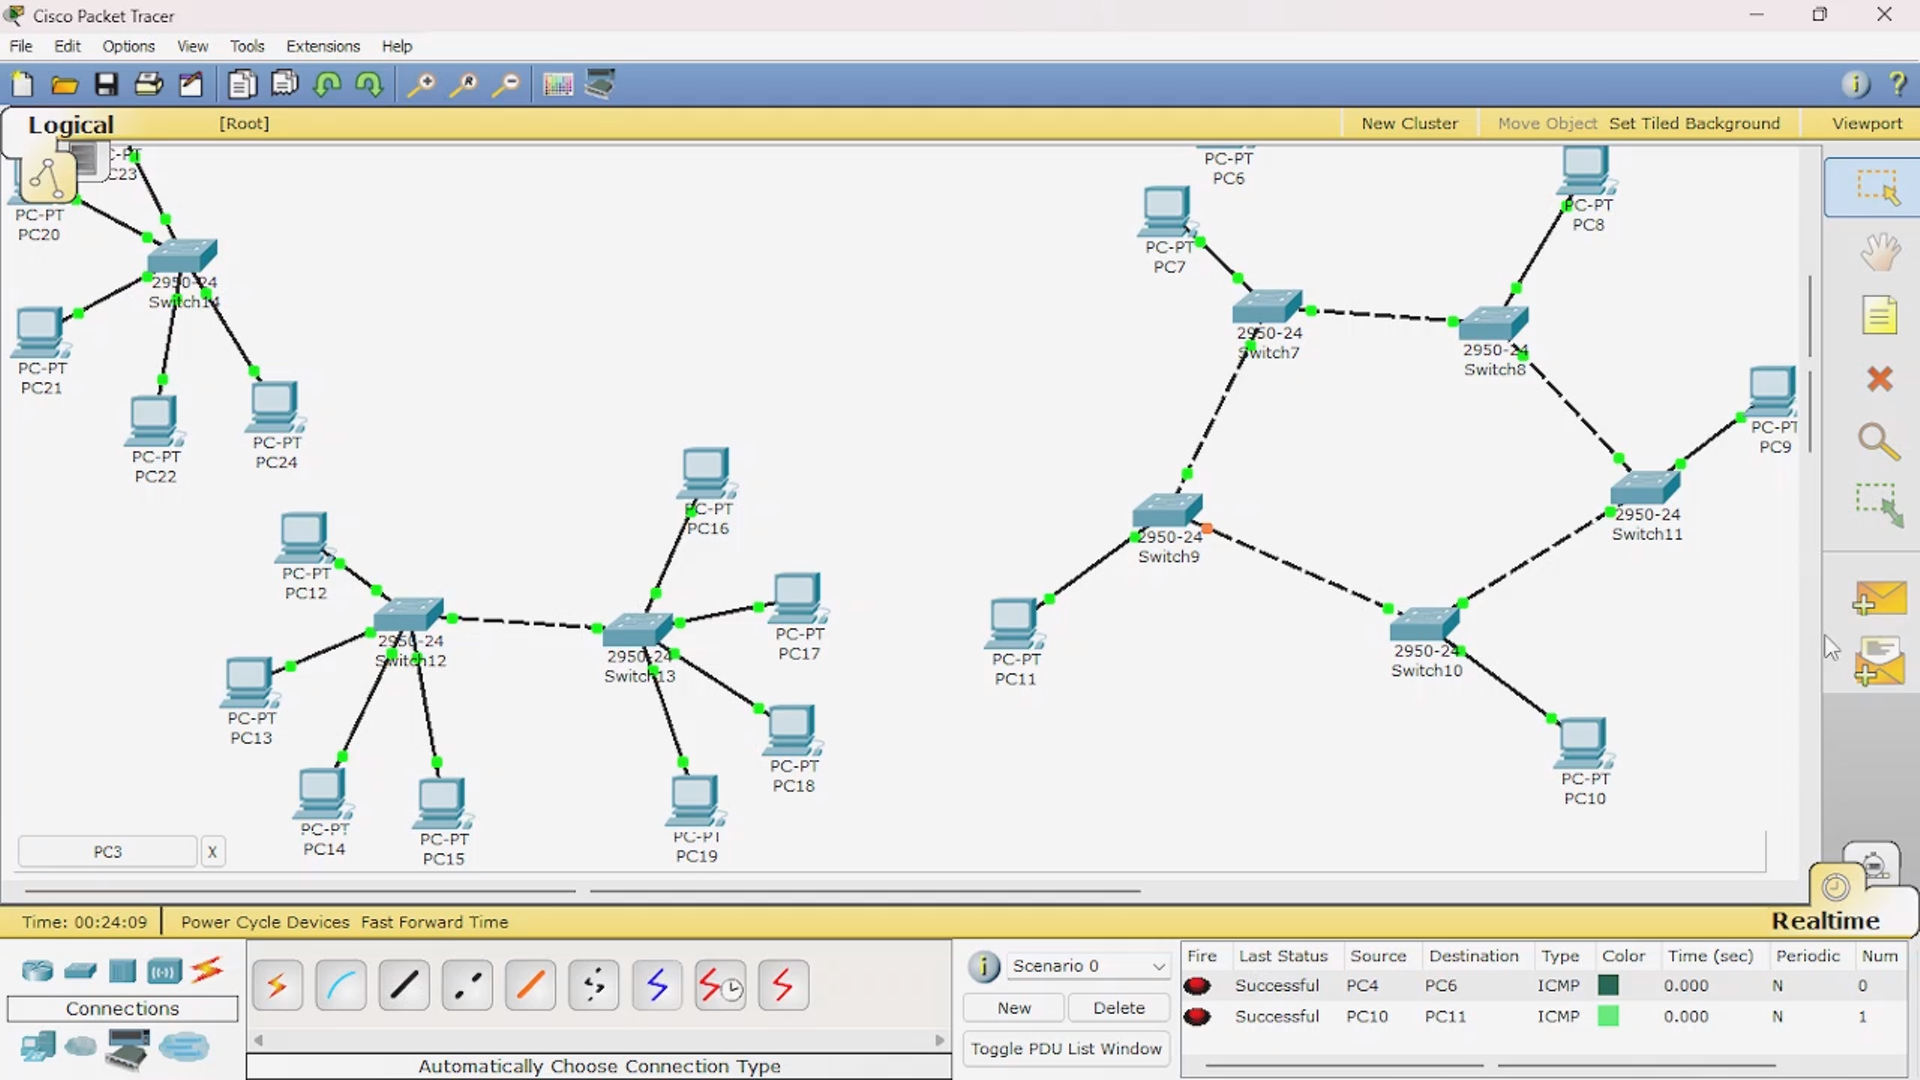 Cisco Packet Tracer
File Edit Options View Tools Extensions Help
Logical [Root] New Cluster Move Object Set Tiled Background Viewport
C-PT
C23
PC-PT
PC20
2950-24
Switch14
PC-PT
PC21
PC-PT
PC22
PC-PT
PC24
PC-PT
PC6
PC-PT
PC7
PC-PT
PC8
2950-24
Switch7
2950-24
Switch8
PC-PT
PC9
2950-24
Switch9
2950-24
Switch11
PC-PT
PC11
2950-24
Switch10
PC-PT
PC10
PC-PT
PC16
PC-PT
PC12
2950-24
Switch12
2950-24
Switch13
PC-PT
PC17
PC-PT
PC13
PC-PT
PC18
PC-PT
PC14
PC-PT
PC15
PC-PT
PC19
PC3 X
Time: 00:24:09 Power Cycle Devices Fast Forward Time Realtime
Connections
Automatically Choose Connection Type
Scenario 0
New Delete
Toggle PDU List Window
Fire Last Status Source Destination Type Color Time (sec) Periodic Num
Successful PC4 PC6 ICMP 0.000 N 0
Successful PC10 PC11 ICMP 0.000 N 1